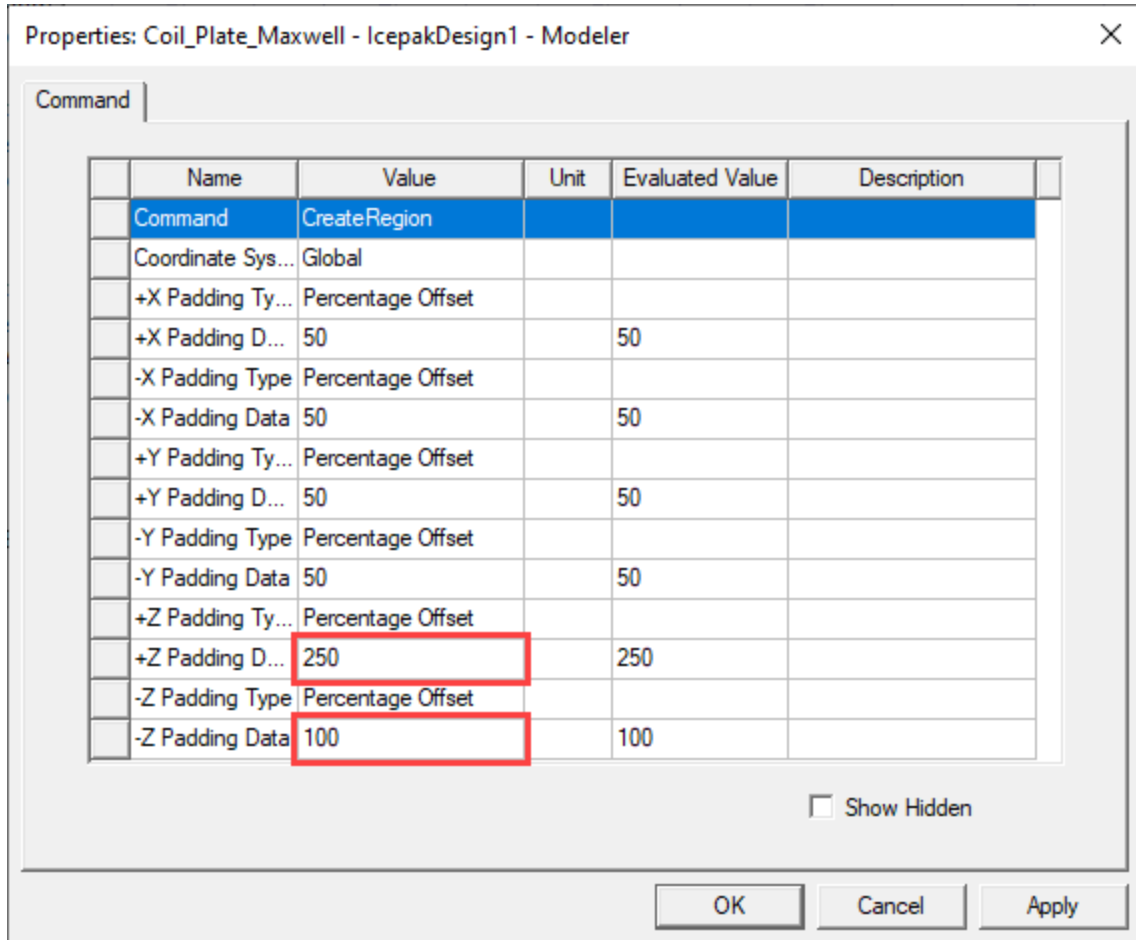 Properties: Coil_Plate_Maxwell - IcepakDesign1 - Modeler
Command
Name Value Unit Evaluated Value Description
Command CreateRegion
Coordinate Sys... Global
+X Padding Ty... Percentage Offset
+X Padding D... 50 50
-X Padding Type Percentage Offset
-X Padding Data 50 50
+Y Padding Ty... Percentage Offset
+Y Padding D... 50 50
-Y Padding Type Percentage Offset
-Y Padding Data 50 50
+Z Padding Ty... Percentage Offset
+Z Padding D... 250 250
-Z Padding Type Percentage Offset
-Z Padding Data 100 100
Show Hidden
OK Cancel Apply